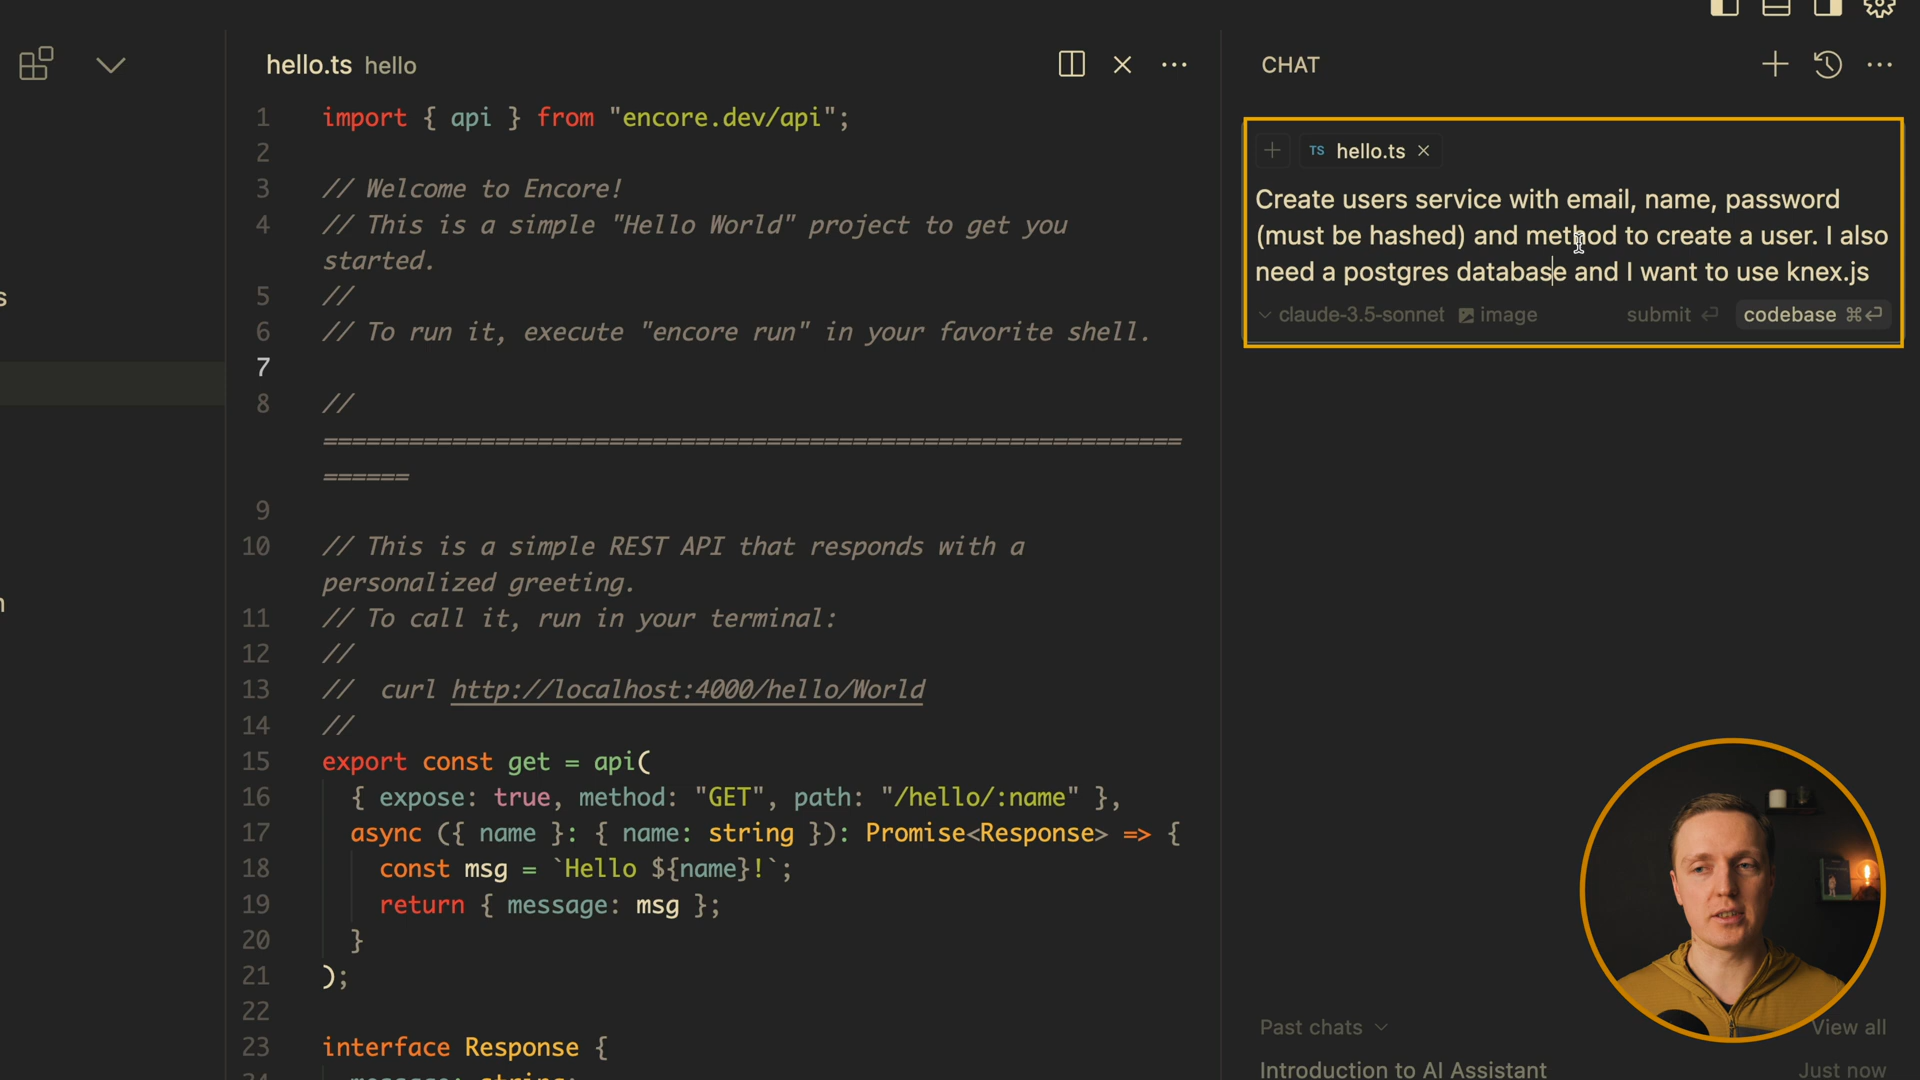 hello.ts hello
1 import { api } from "encore.dev/api";
2
3 // Welcome to Encore!
4 // This is a simple "Hello World" project to get you
started.
5 //
6 // To run it, execute "encore run" in your favorite shell.
7
8 //
============================================================
======
9
10 // This is a simple REST API that responds with a
personalized greeting.
11 // To call it, run in your terminal:
12 //
13 //  curl http://localhost:4000/hello/World
14 //
15 export const get = api(
16 { expose: true, method: "GET", path: "/hello/:name" },
17 async ({ name }: { name: string }): Promise<Response> => {
18 const msg = `Hello ${name}!`;
19 return { message: msg };
20 }
21 );
22
23 interface Response {
CHAT
TS hello.ts
Create users service with email, name, password
(must be hashed) and method to create a user. I also
need a postgres database and I want to use knex.js
claude-3.5-sonnet image submit codebase ⌘⏎
Past chats View all
Introduction to AI Assistant Just now